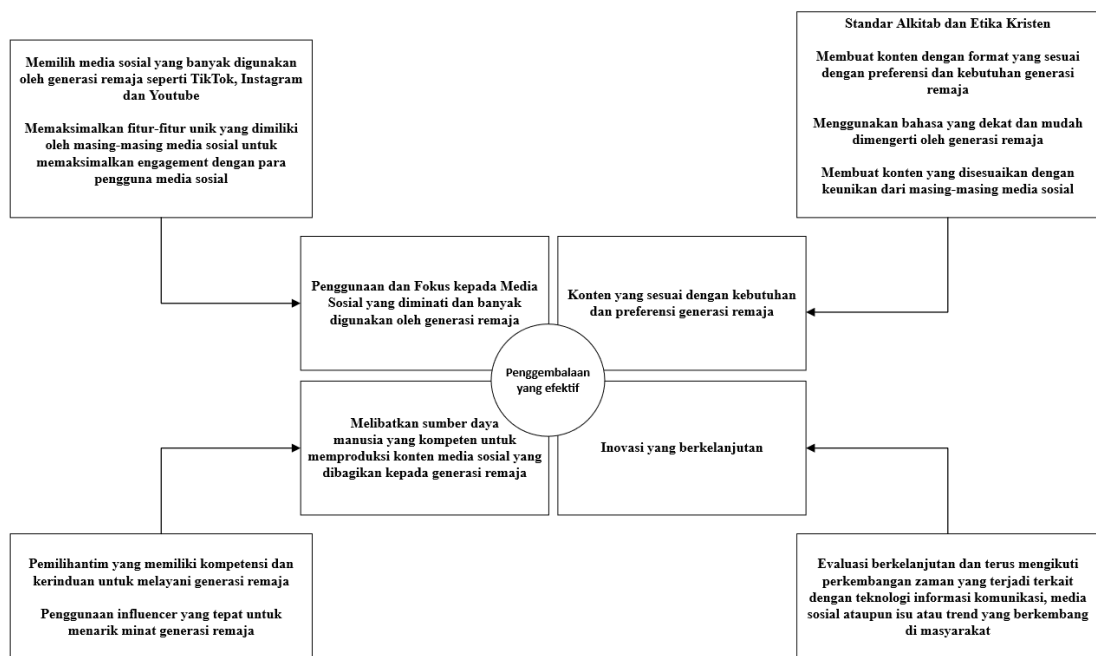 Memilih media sosial yang banyak digunakan
oleh generasi remaja seperti TikTok, Instagram
dan Youtube
Memaksimalkan fitur-fitur unik yang dimiliki
oleh masing-masing media sosial untuk
memaksimalkan engagement dengan para
pengguna media sosial
Standar Alkitab dan Etika Kristen
Membuat konten dengan format yang sesuai
dengan preferensi dan kebutuhan generasi
remaja
Menggunakan bahasa yang dekat dan mudah
dimengerti oleh generasi remaja
Membuat konten yang disesuaikan dengan
keunikan dari masing-masing media sosial
Penggunaan dan Fokus kepada Media
Sosial yang diminati dan banyak
digunakan oleh generasi remaja
Konten yang sesuai dengan kebutuhan
dan preferensi generasi remaja
Penggembalaan
yang efektif
Melibatkan sumber daya
manusia yang kompeten untuk
memproduksi konten media sosial yang
dibagikan kepada generasi remaja
Inovasi yang berkelanjutan
Pemilihantim yang memiliki kompetensi dan
kerinduan untuk melayani generasi remaja
Penggunaan influencer yang tepat untuk
menarik minat generasi remaja
Evaluasi berkelanjutan dan terus mengikuti
perkembangan zaman yang terjadi terkait
dengan teknologi informasi komunikasi, media
sosial ataupun isu atau trend yang berkembang
di masyarakat